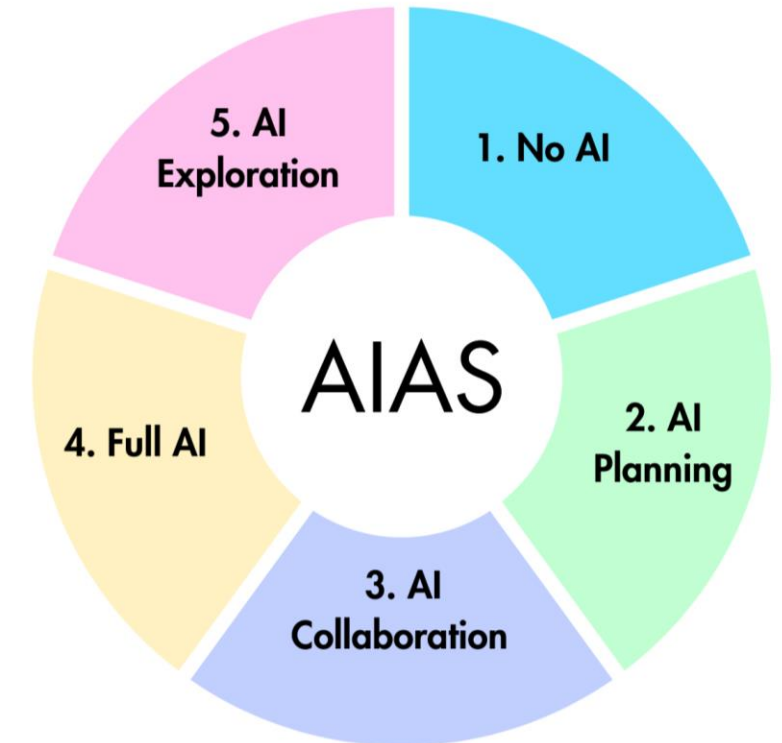 AIAS
1. No AI
2. AI
Planning
3. AI
Collaboration
4. Full AI
5. AI
Exploration